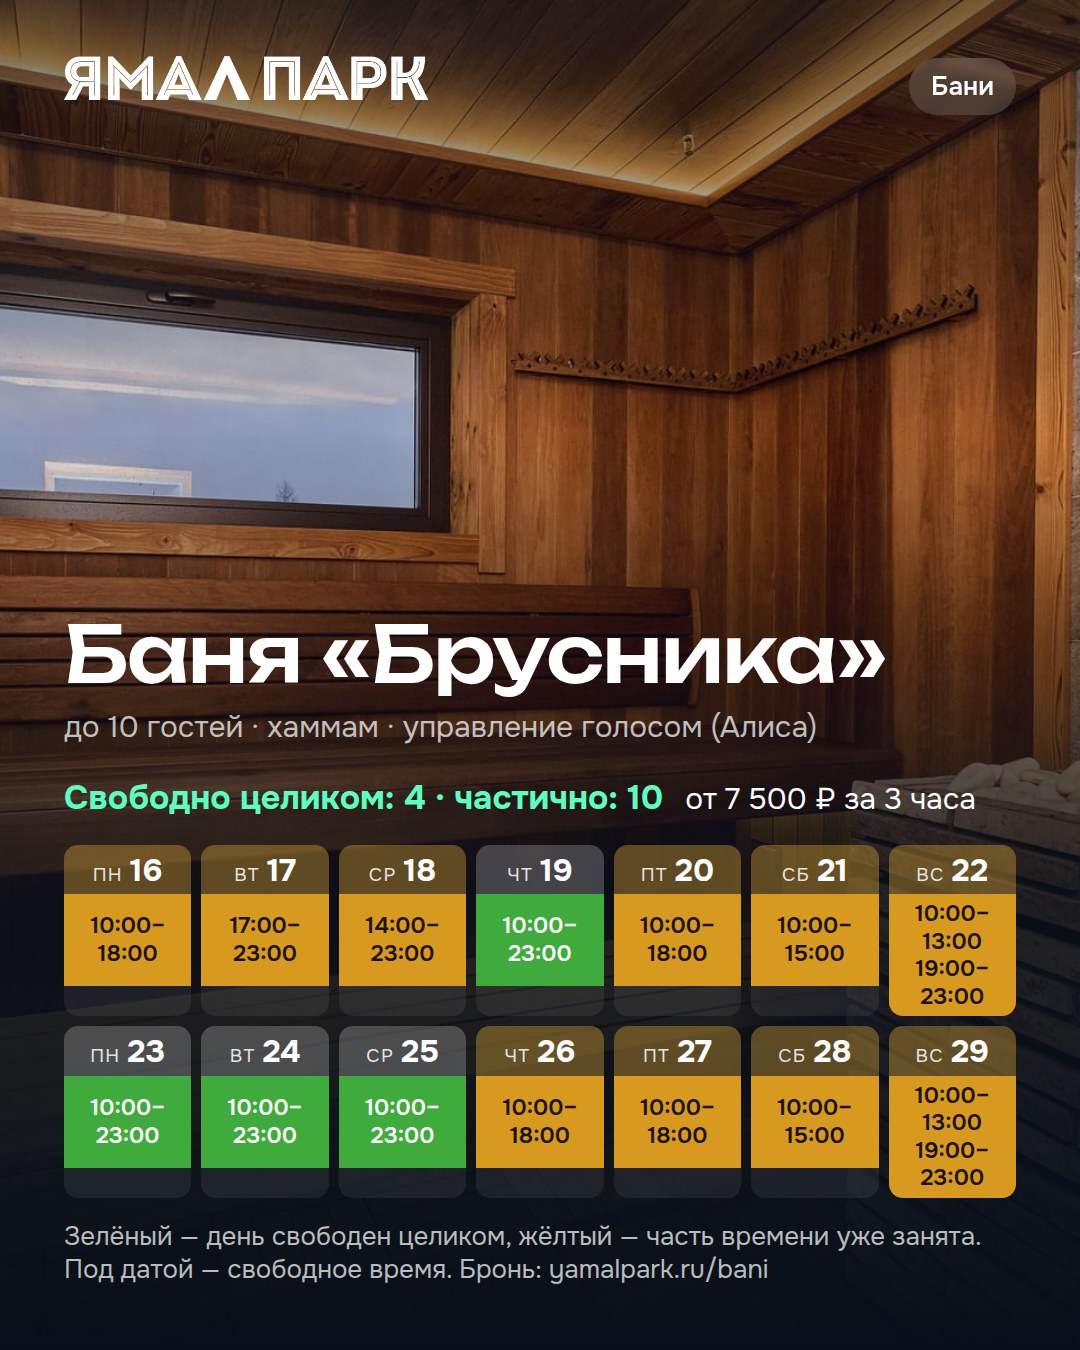 ЯМАЛ ПАРК
Бани
Баня «Брусника»
до 10 гостей · хаммам · управление голосом (Алиса)
Свободно целиком: 4 · частично: 10 от 7 500 ₽ за 3 часа
ПН 16 ВТ 17 СР 18 ЧТ 19 ПТ 20 СБ 21 ВС 22
10:00–18:00 17:00–23:00 14:00–23:00 10:00–23:00 10:00–18:00 10:00–15:00 10:00–13:00 19:00–23:00
ПН 23 ВТ 24 СР 25 ЧТ 26 ПТ 27 СБ 28 ВС 29
10:00–23:00 10:00–23:00 10:00–23:00 10:00–18:00 10:00–18:00 10:00–15:00 10:00–13:00 19:00–23:00
Зелёный — день свободен целиком, жёлтый — часть времени уже занята.
Под датой — свободное время. Бронь: yamalpark.ru/bani